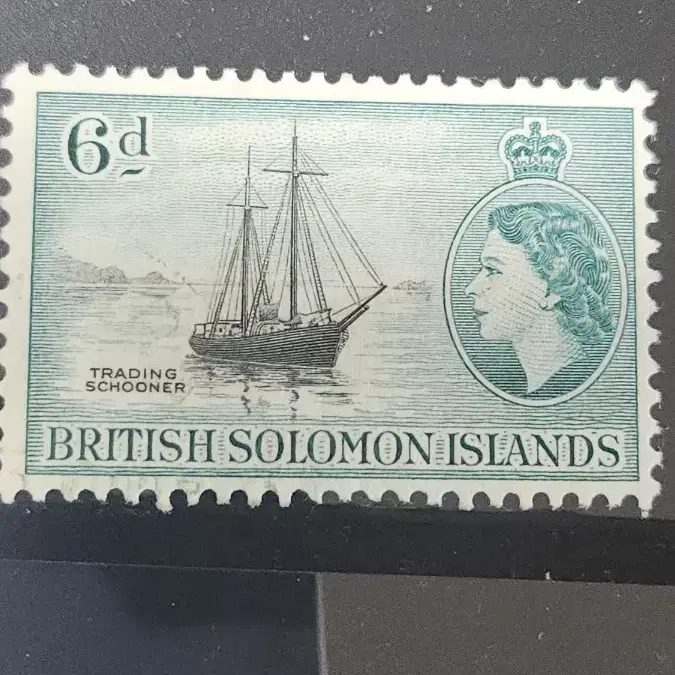 6d
TRADING
SCHOONER
BRITISH SOLOMON ISLANDS